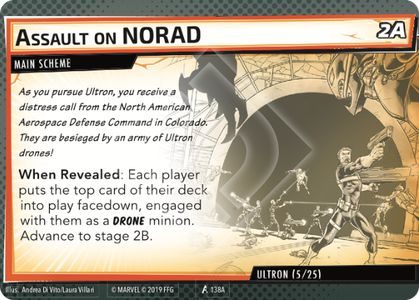 ASSAULT ON NORAD
2A
MAIN SCHEME
As you pursue Ultron, you receive a
distress call from the North American
Aerospace Defense Command in Colorado.
They are besieged by an army of Ultron
drones!
When Revealed: Each player
puts the top card of their deck
into play facedown, engaged
with them as a DRONE minion.
Advance to stage 2B.
ULTRON (5/25)
Illus. Andrea Di Vito/Laura Villari
© MARVEL © 2019 FFG
138A